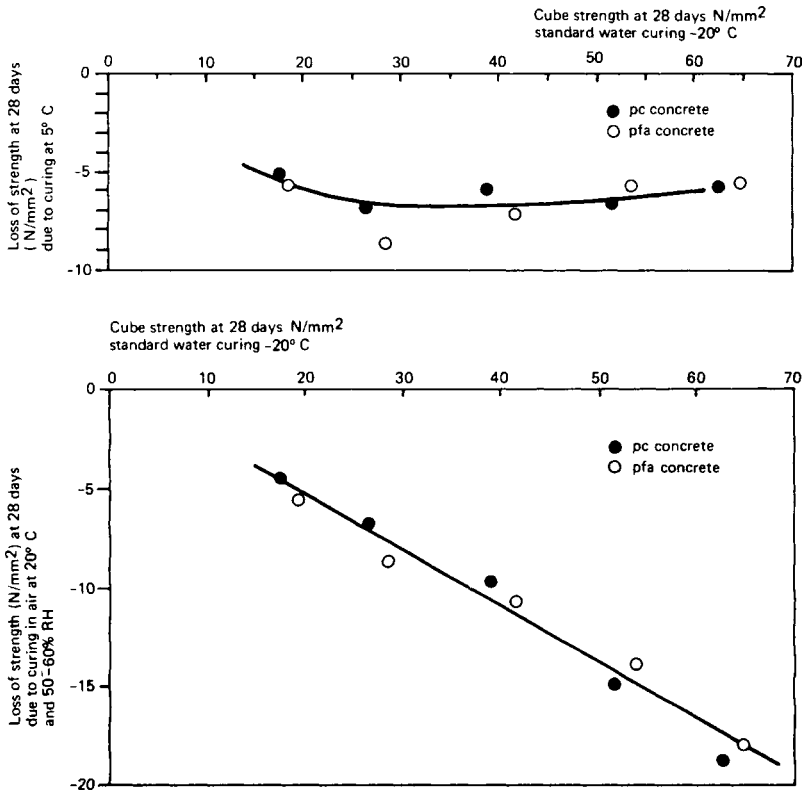 Cube strength at 28 days N/mm2
standard water curing -20° C
0 10 20 30 40 50 60 70
0
-5
-10
Loss of strength at 28 days
( N/mm2 )
due to curing at 5° C
pc concrete
pfa concrete
Cube strength at 28 days N/mm2
standard water curing -20° C
0 10 20 30 40 50 60 70
0
-5
-10
-15
-20
Loss of strength (N/mm2) at 28 days
due to curing in air at 20° C
and 50-60% RH
pc concrete
pfa concrete